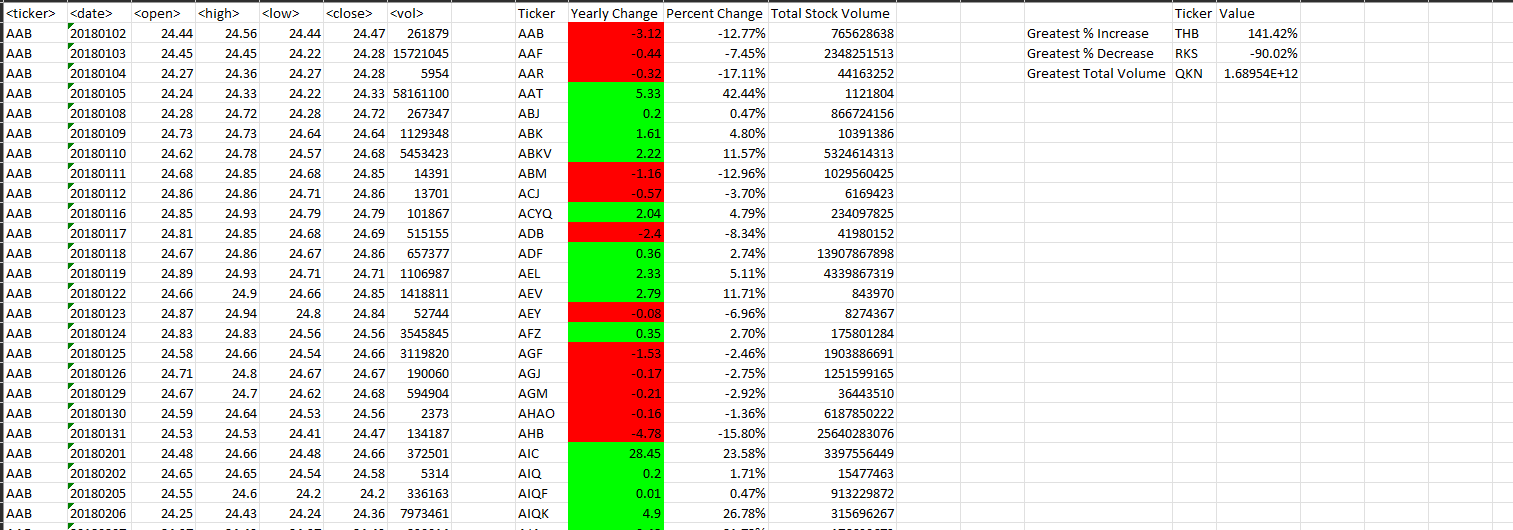 <ticker> <date> <open> <high> <low> <close> <vol> Ticker Yearly Change Percent Change Total Stock Volume Ticker Value
AAB 20180102 24.44 24.56 24.44 24.47 261879 AAB -3.12 -12.77% 765628638 Greatest % Increase THB 141.42%
AAB 20180103 24.45 24.45 24.22 24.28 15721045 AAF -0.44 -7.45% 2348251513 Greatest % Decrease RKS -90.02%
AAB 20180104 24.27 24.36 24.27 24.28 5954 AAR -0.32 -17.11% 44163252 Greatest Total Volume QKN 1.68954E+12
AAB 20180105 24.24 24.33 24.22 24.33 58161100 AAT 5.33 42.44% 1121804
AAB 20180108 24.28 24.72 24.28 24.72 267347 ABJ 0.2 0.47% 866724156
AAB 20180109 24.73 24.73 24.64 24.64 1129348 ABK 1.61 4.80% 10391386
AAB 20180110 24.62 24.78 24.57 24.68 5453423 ABKV 2.22 11.57% 5324614313
AAB 20180111 24.68 24.85 24.68 24.85 14391 ABM -1.16 -12.96% 1029560425
AAB 20180112 24.86 24.86 24.71 24.86 13701 ACJ -0.57 -3.70% 6169423
AAB 20180116 24.85 24.93 24.79 24.79 101867 ACYQ 2.04 4.79% 234097825
AAB 20180117 24.81 24.85 24.68 24.69 515155 ADB -2.4 -8.34% 41980152
AAB 20180118 24.67 24.86 24.67 24.86 657377 ADF 0.36 2.74% 13907867898
AAB 20180119 24.89 24.93 24.71 24.71 1106987 AEL 2.33 5.11% 4339867319
AAB 20180122 24.66 24.9 24.66 24.85 1418811 AEV 2.79 11.71% 843970
AAB 20180123 24.87 24.94 24.8 24.84 52744 AEY -0.08 -6.96% 8274367
AAB 20180124 24.83 24.83 24.56 24.56 3545845 AFZ 0.35 2.70% 175801284
AAB 20180125 24.58 24.66 24.54 24.66 3119820 AGF -1.53 -2.46% 1903886691
AAB 20180126 24.71 24.8 24.67 24.67 190060 AGJ -0.17 -2.75% 1251599165
AAB 20180129 24.67 24.7 24.62 24.68 594904 AGM -0.21 -2.92% 36443510
AAB 20180130 24.59 24.64 24.53 24.56 2373 AHAO -0.16 -1.36% 6187850222
AAB 20180131 24.53 24.53 24.41 24.47 134187 AHB -4.78 -15.80% 25640283076
AAB 20180201 24.48 24.66 24.48 24.66 372501 AIC 28.45 23.58% 3397556449
AAB 20180202 24.65 24.65 24.54 24.58 5314 AIQ 0.2 1.71% 15477463
AAB 20180205 24.55 24.6 24.2 24.2 336163 AIQF 0.01 0.47% 913229872
AAB 20180206 24.25 24.43 24.24 24.36 7973461 AIQK 4.9 26.78% 315696267